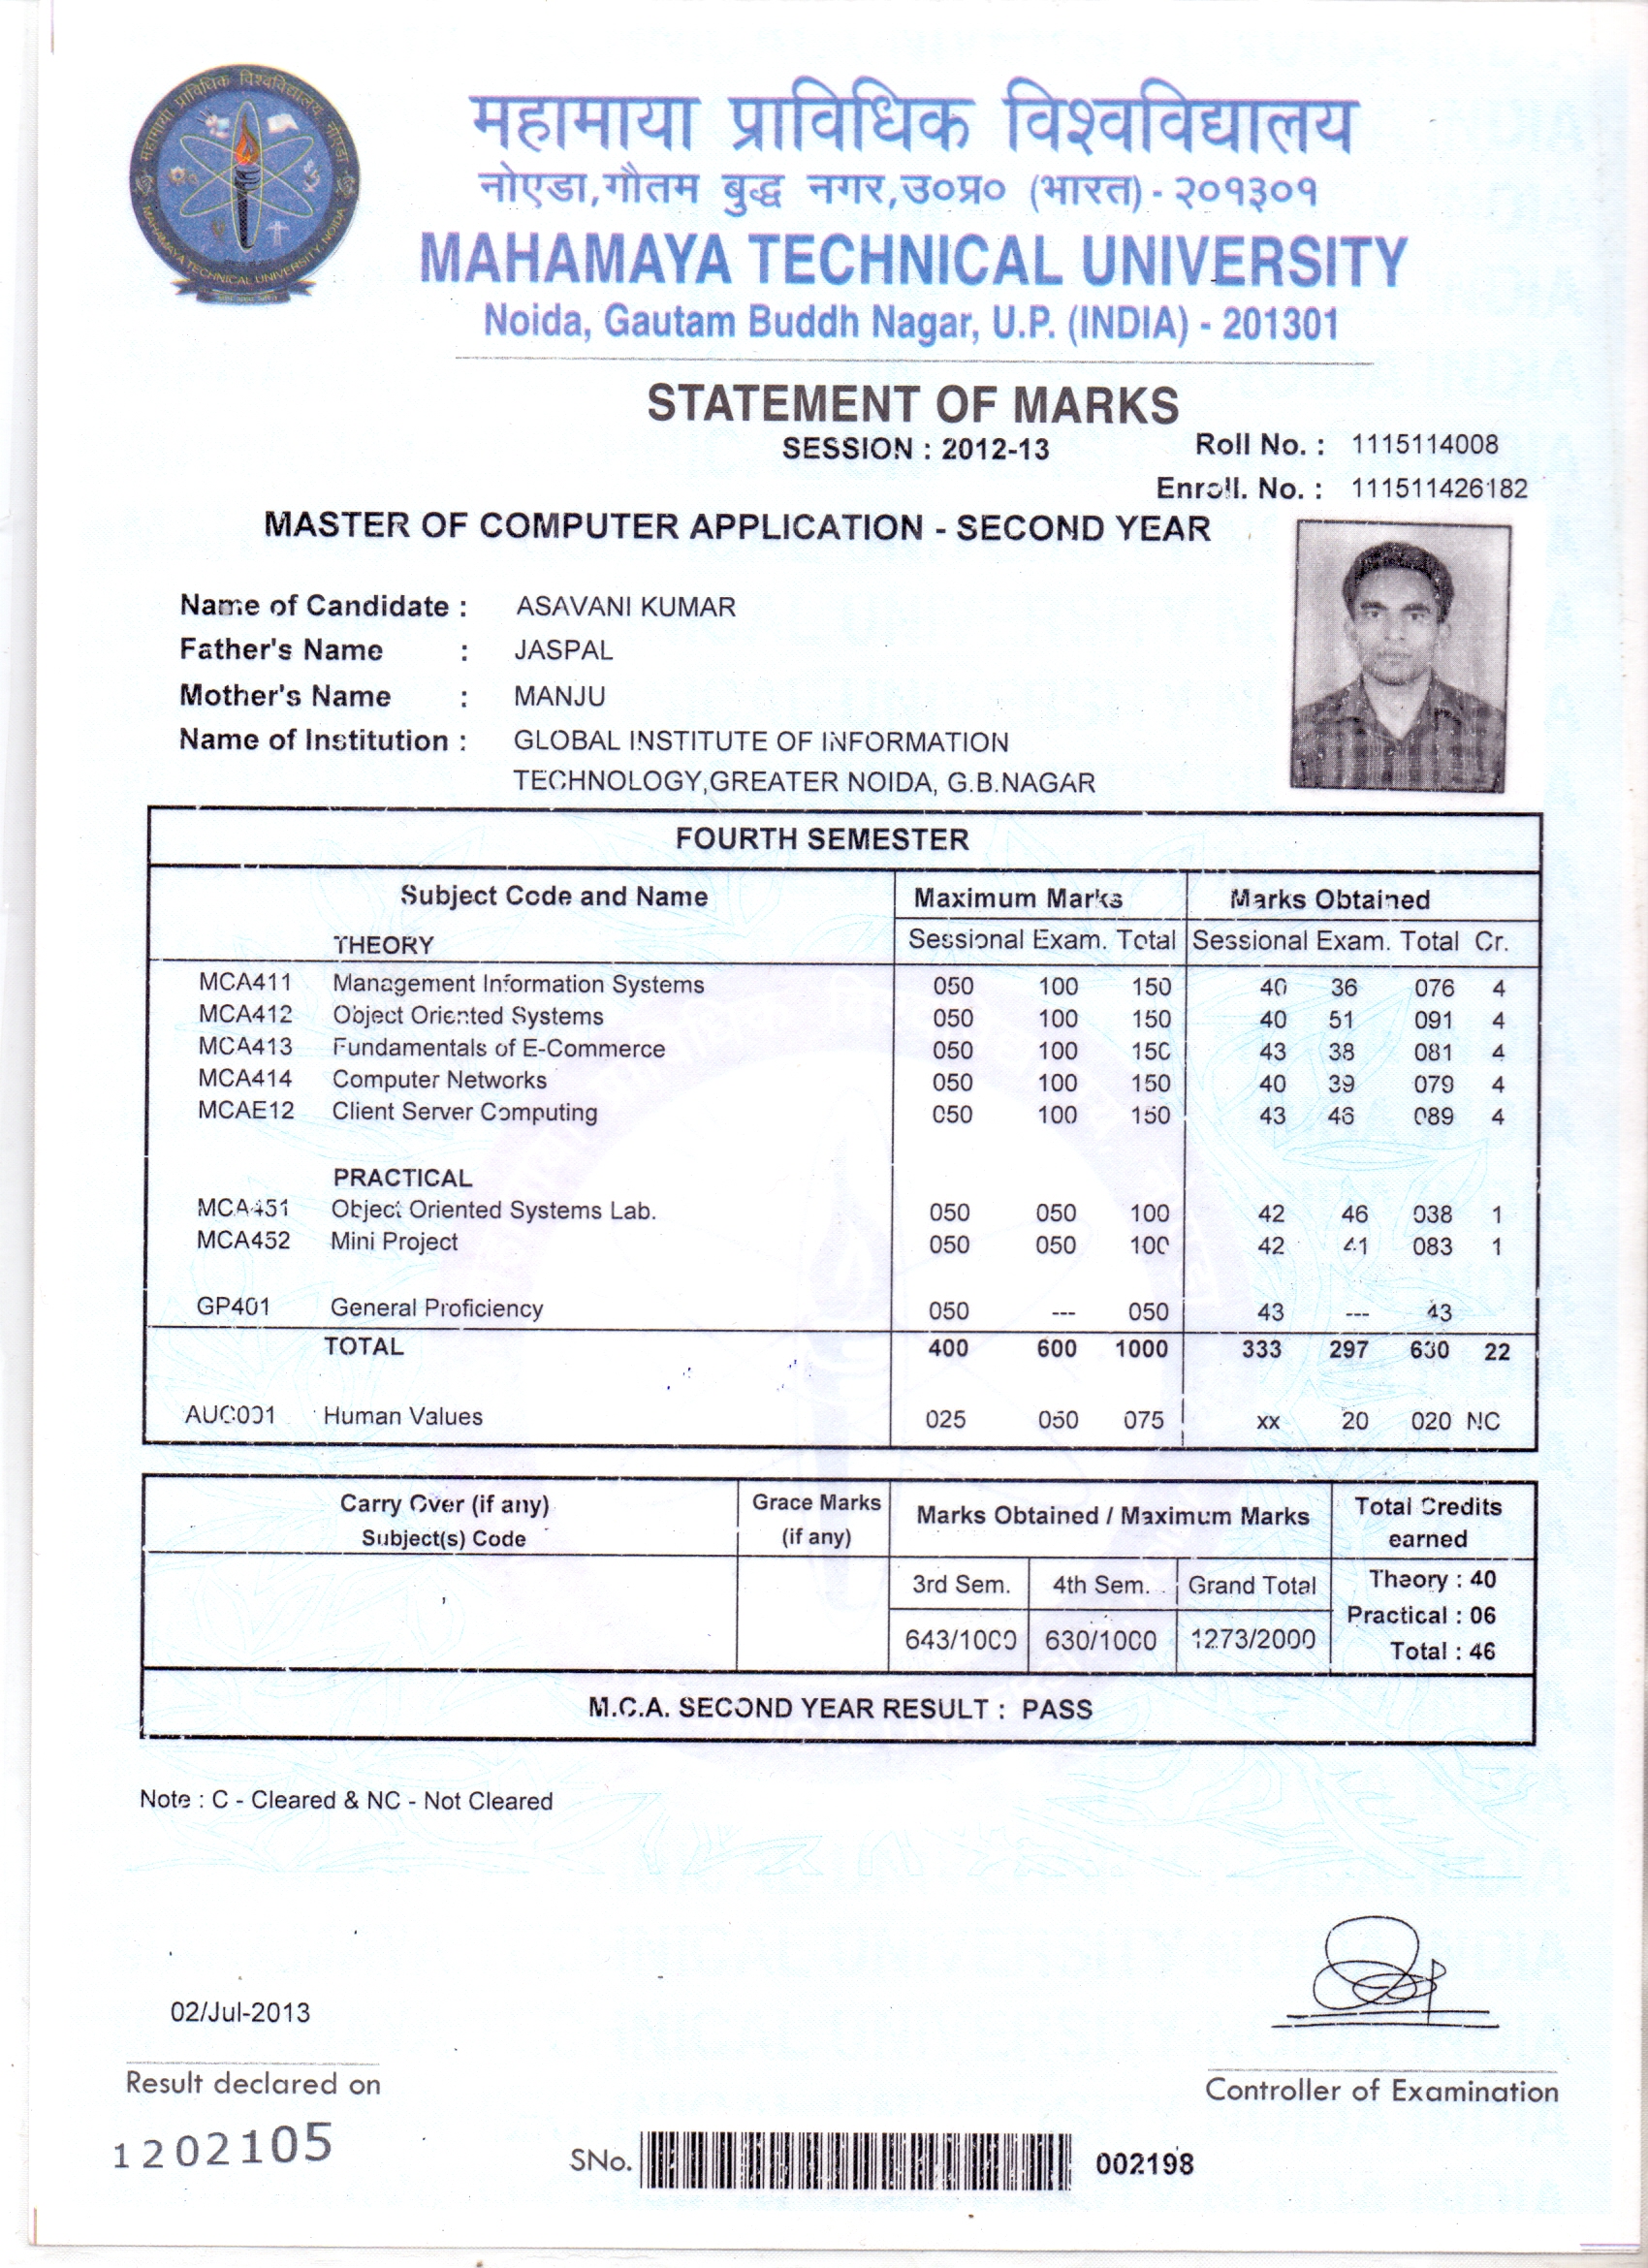 महामाया प्राविधिक विश्वविद्यालय, नोएडा
MAHAMAYA TECHNICAL UNIVERSITY, NOIDA
महामाया प्राविधिक विश्वविद्यालय
नोएडा,गौतम बुद्ध नगर,उ०प्र० (भारत) - २०१३०१
MAHAMAYA TECHNICAL UNIVERSITY
Noida, Gautam Buddh Nagar, U.P. (INDIA) - 201301
STATEMENT OF MARKS
SESSION : 2012-13 Roll No. : 1115114008
Enroll. No. : 111511426182
MASTER OF COMPUTER APPLICATION - SECOND YEAR
Name of Candidate : ASAVANI KUMAR
Father's Name : JASPAL
Mother's Name : MANJU
Name of Institution : GLOBAL INSTITUTE OF INFORMATION
TECHNOLOGY,GREATER NOIDA, G.B.NAGAR
FOURTH SEMESTER
Subject Code and Name Maximum Marks Marks Obtained
THEORY Sessional Exam. Total Sessional Exam. Total Cr.
MCA411 Management Information Systems 050 100 150 40 36 076 4
MCA412 Object Oriented Systems 050 100 150 40 51 091 4
MCA413 Fundamentals of E-Commerce 050 100 150 43 38 081 4
MCA414 Computer Networks 050 100 150 40 39 079 4
MCAE12 Client Server Computing 050 100 150 43 46 089 4
PRACTICAL
MCA451 Object Oriented Systems Lab. 050 050 100 42 46 088 1
MCA452 Mini Project 050 050 100 42 41 083 1
GP401 General Proficiency 050 --- 050 43 --- 43
TOTAL 400 600 1000 333 297 630 22
AUC001 Human Values 025 050 075 xx 20 020 NC
Carry Over (if any) Grace Marks Marks Obtained / Maximum Marks Total Credits
Subject(s) Code (if any) earned
3rd Sem. 4th Sem. Grand Total Theory : 40
Practical : 06
643/1000 630/1000 1273/2000 Total : 46
M.C.A. SECOND YEAR RESULT : PASS
Note : C - Cleared & NC - Not Cleared
02/Jul-2013
Result declared on Controller of Examination
1202105 SNo. 002198